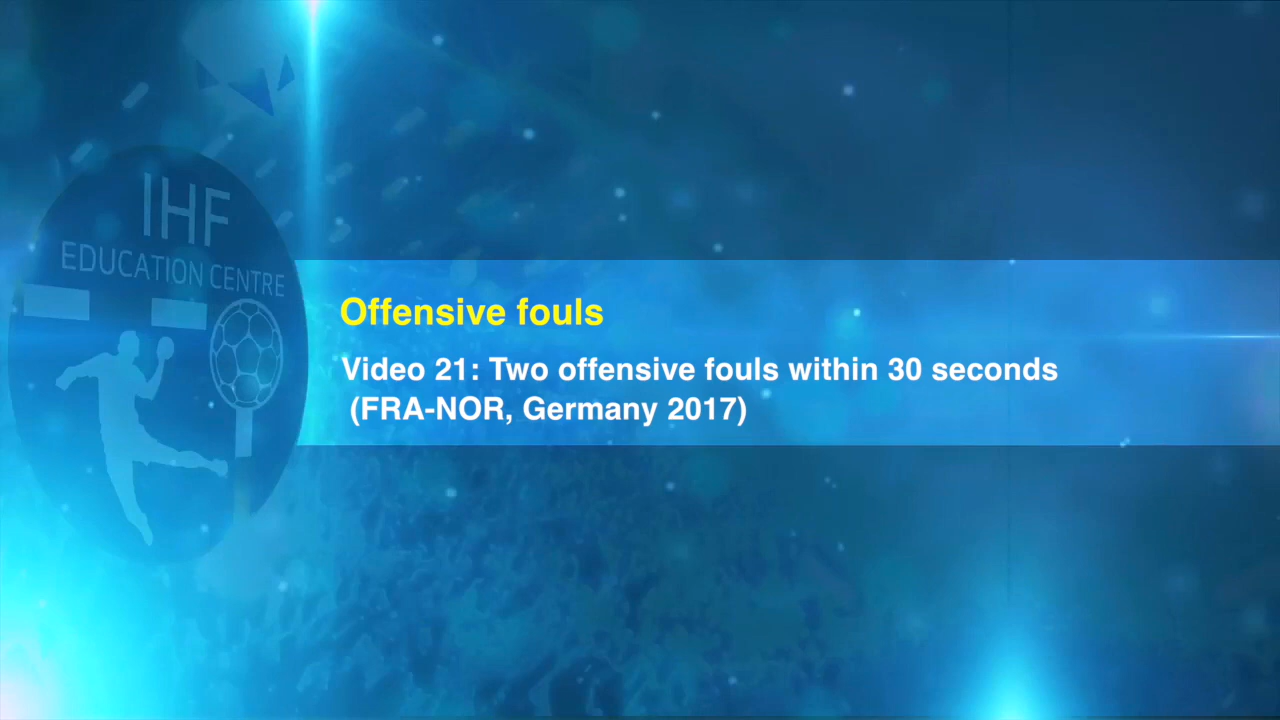 IHF
EDUCATION CENTRE
Offensive fouls
Video 21: Two offensive fouls within 30 seconds
(FRA-NOR, Germany 2017)